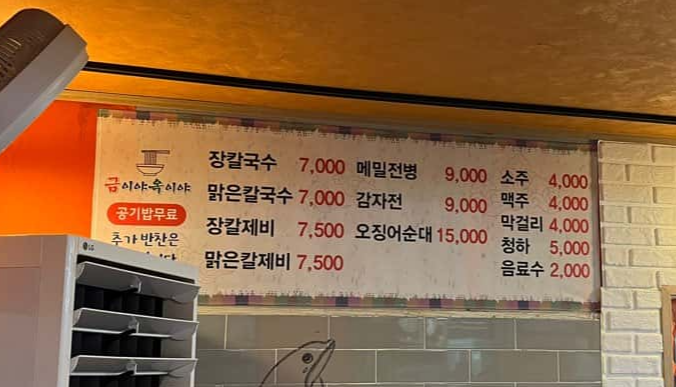 금이야옥이야
공기밥무료
추가 반찬은
장칼국수 7,000
맑은칼국수 7,000
장칼제비 7,500
맑은칼제비 7,500
메밀전병 9,000
감자전 9,000
오징어순대 15,000
소주 4,000
맥주 4,000
막걸리 4,000
청하 5,000
음료수 2,000
LG